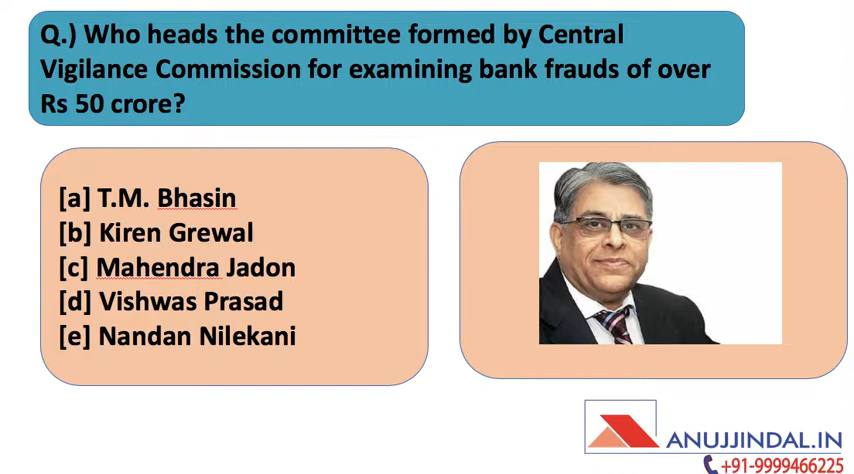 Q.) Who heads the committee formed by Central
Vigilance Commission for examining bank frauds of over
Rs 50 crore?
[a] T.M. Bhasin
[b] Kiren Grewal
[c] Mahendra Jadon
[d] Vishwas Prasad
[e] Nandan Nilekani
ANUJJINDAL.IN
+91-9999466225